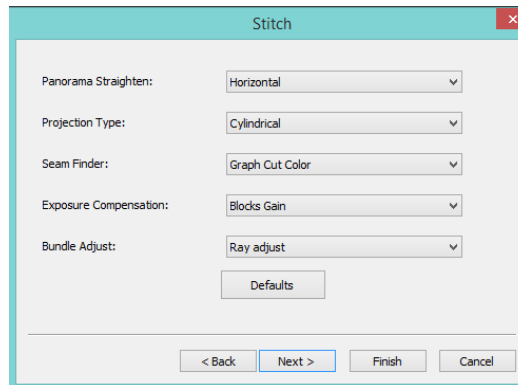 Stitch
Panorama Straighten: Horizontal
Projection Type: Cylindrical
Seam Finder: Graph Cut Color
Exposure Compensation: Blocks Gain
Bundle Adjust: Ray adjust
Defaults
< Back Next > Finish Cancel